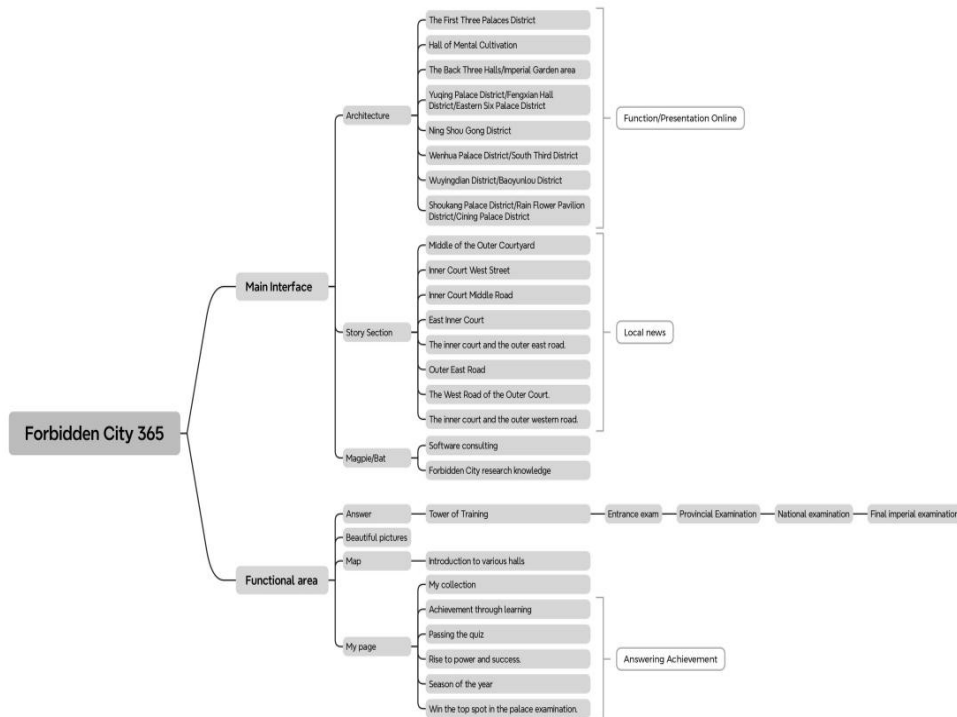 Forbidden City 365
Main Interface
Architecture
The First Three Palaces District
Hall of Mental Cultivation
The Back Three Halls/Imperial Garden area
Yuqing Palace District/Fengxian Hall
District/Eastern Six Palace District
Ning Shou Gong District
Wenhua Palace District/South Third District
Wuyingdian District/Baoyunlou District
Shoukang Palace District/Rain Flower Pavilion
District/Cining Palace District
Function/Presentation Online
Story Section
Middle of the Outer Courtyard
Inner Court West Street
Inner Court Middle Road
East Inner Court
The inner court and the outer east road.
Outer East Road
The West Road of the Outer Court.
The inner court and the outer western road.
Local news
Magpie/Bat
Software consulting
Forbidden City research knowledge
Functional area
Answer
Tower of Training
Entrance exam
Provincial Examination
National examination
Final imperial examination
Beautiful pictures
Map
Introduction to various halls
My page
My collection
Achievement through learning
Passing the quiz
Rise to power and success.
Season of the year
Win the top spot in the palace examination.
Answering Achievement